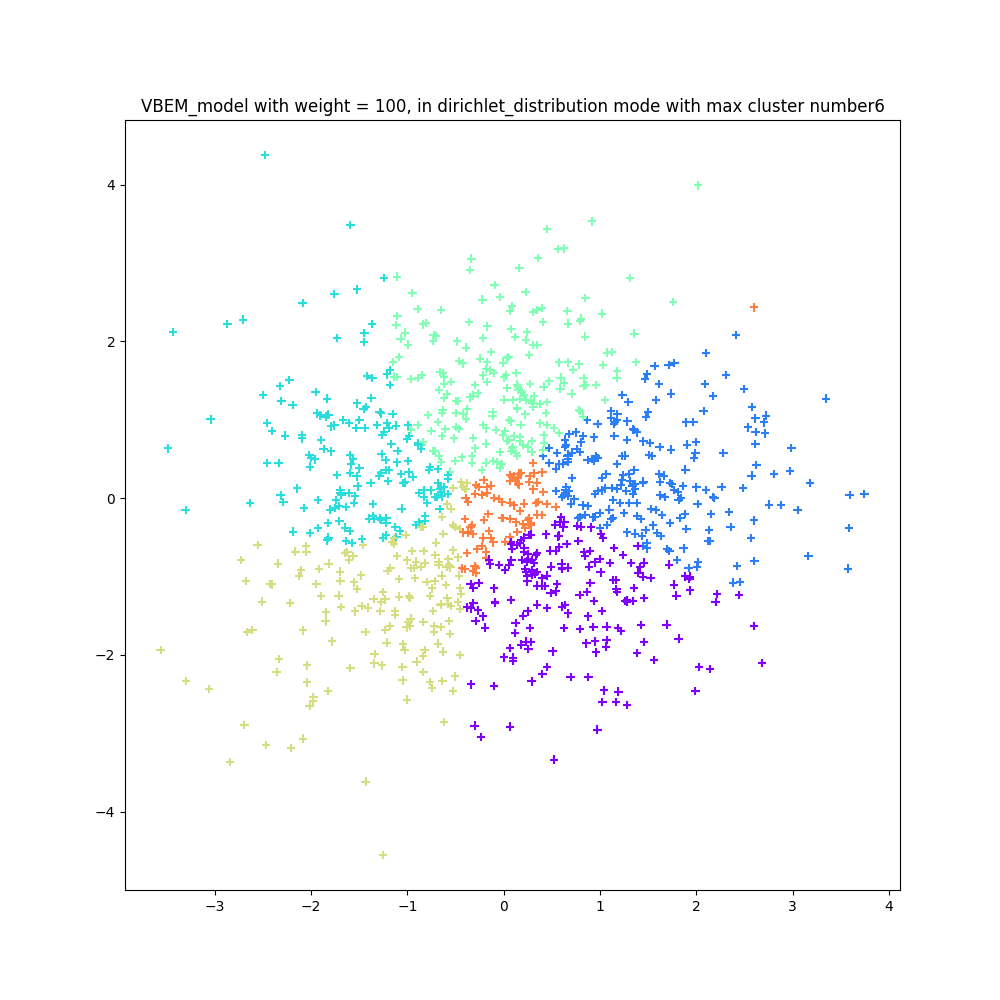 VBEM_model with weight = 100, in dirichlet_distribution mode with max cluster number6
4
2
0
−2
−4
−3 −2 −1 0 1 2 3 4